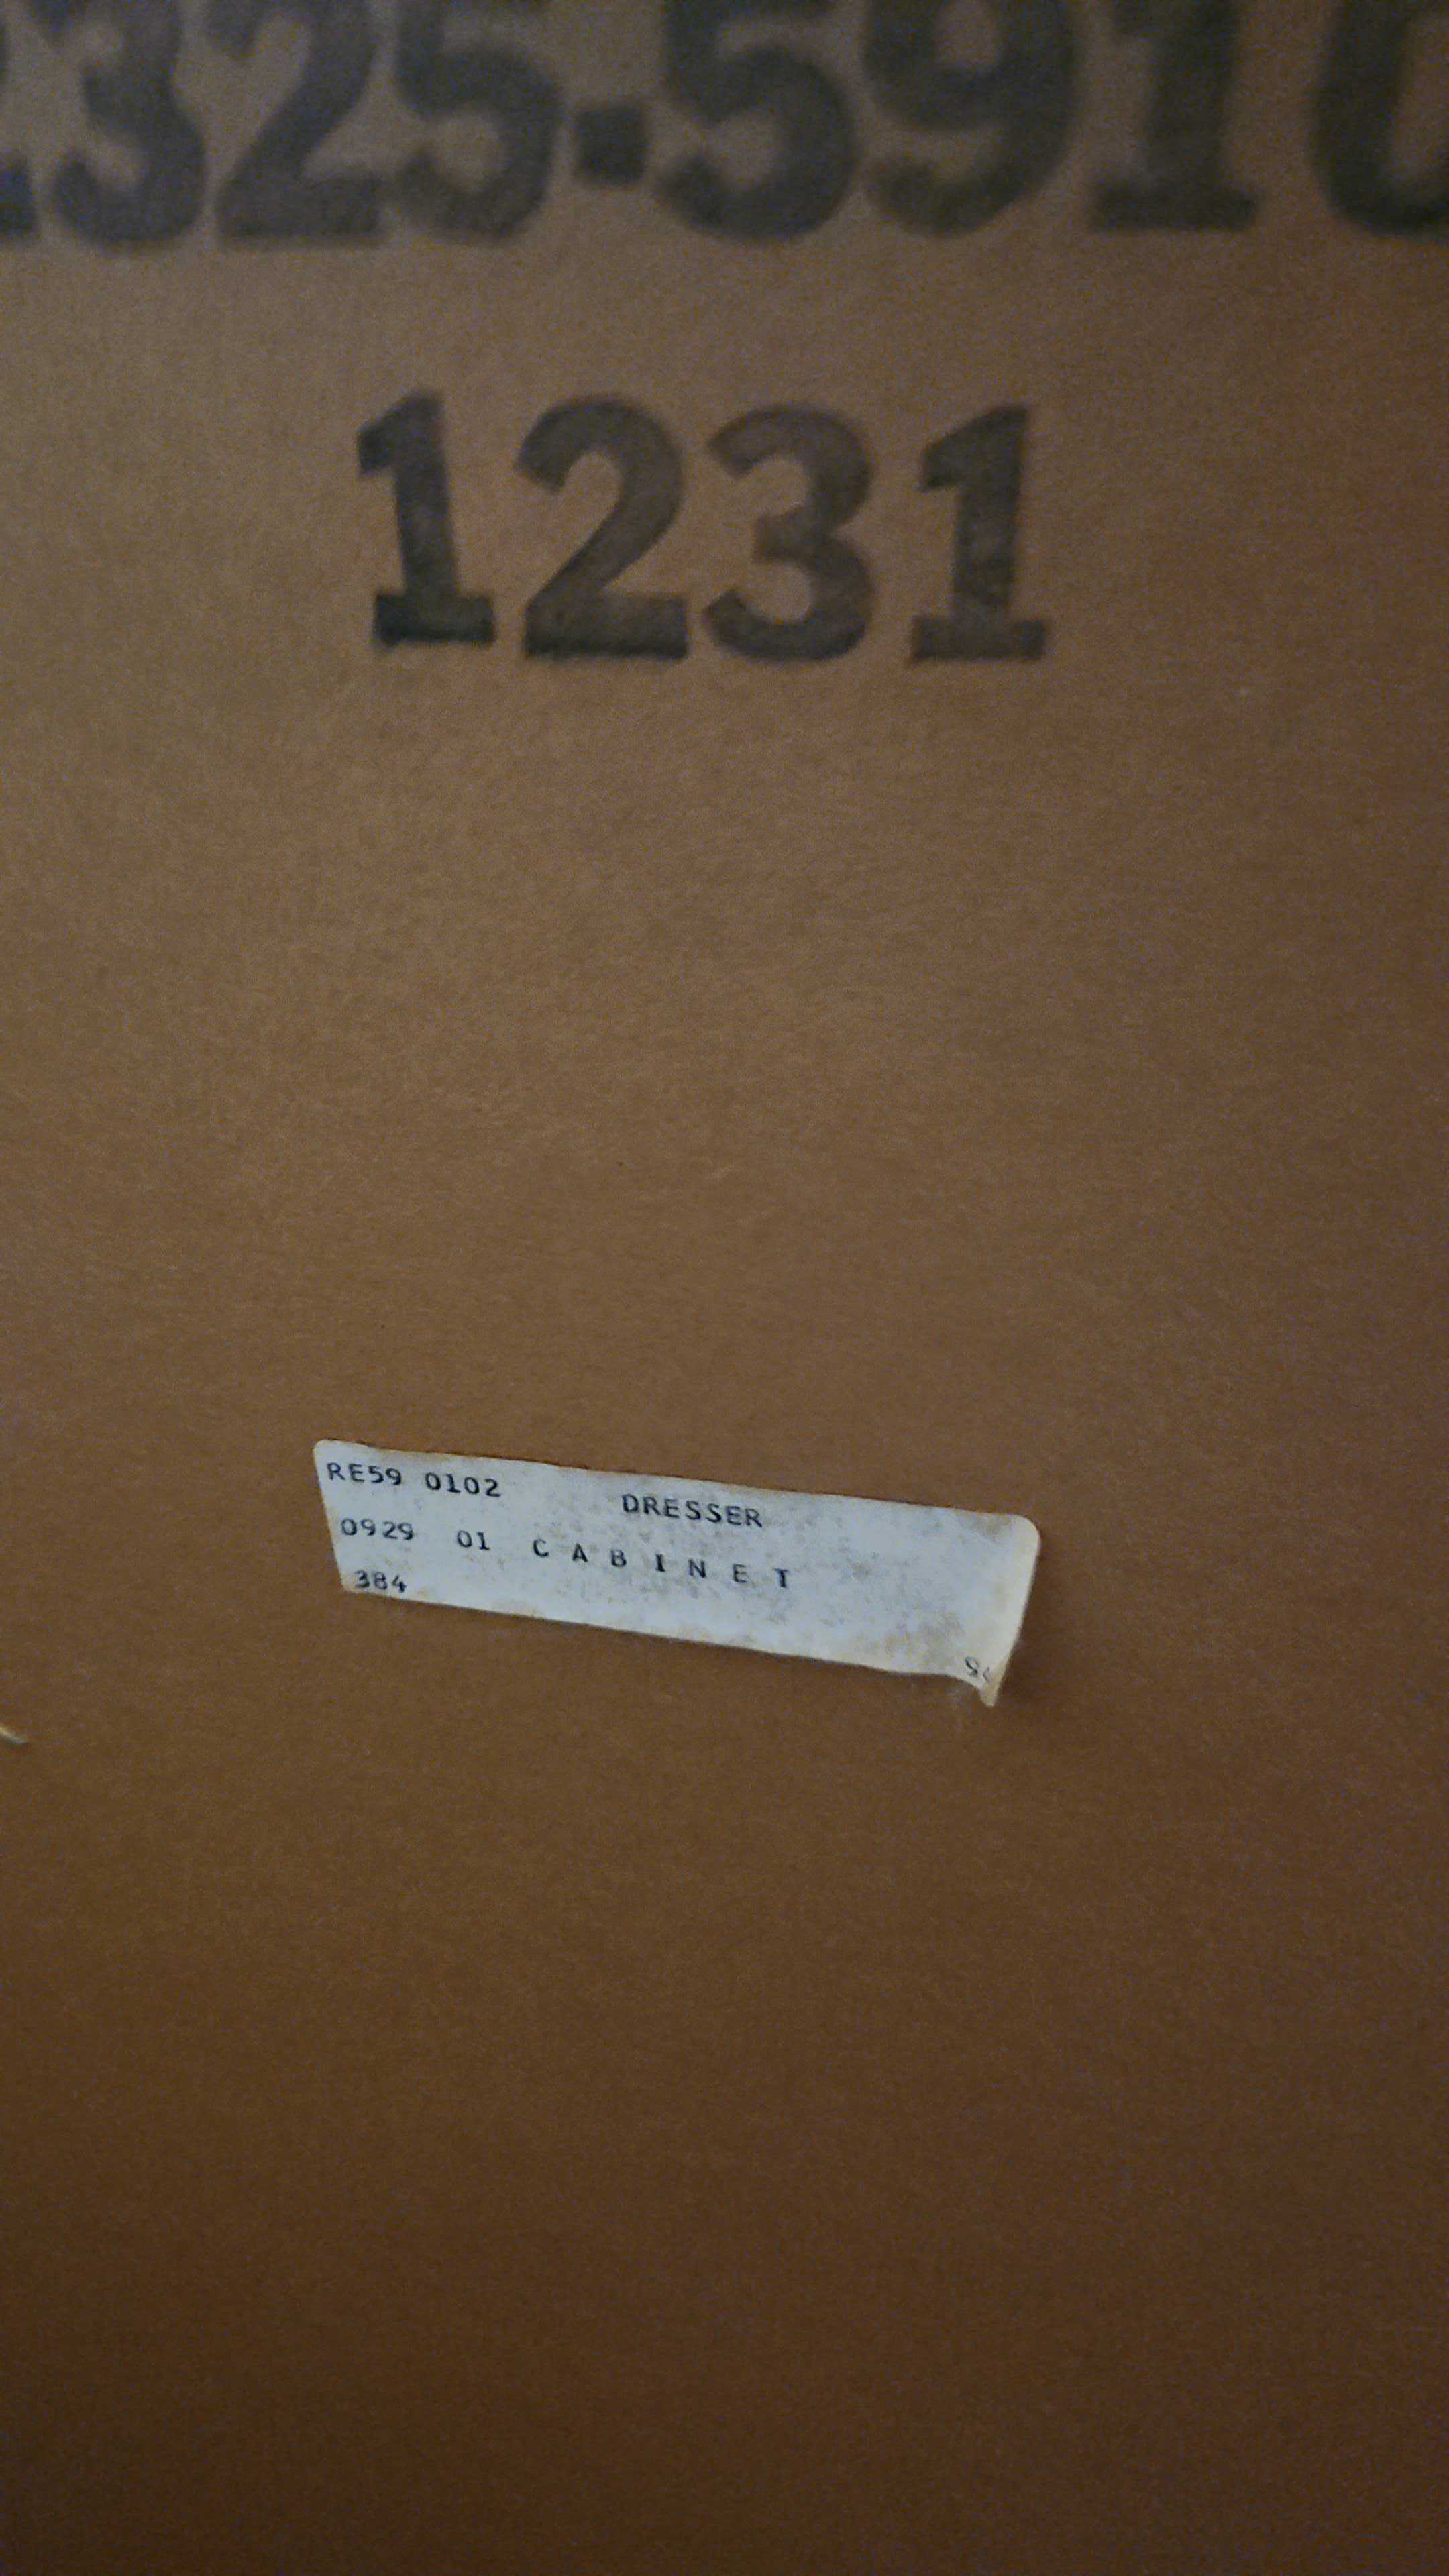 325-591
1231
RE59 0102 DRESSER
0929 01 C A B I N E T
384